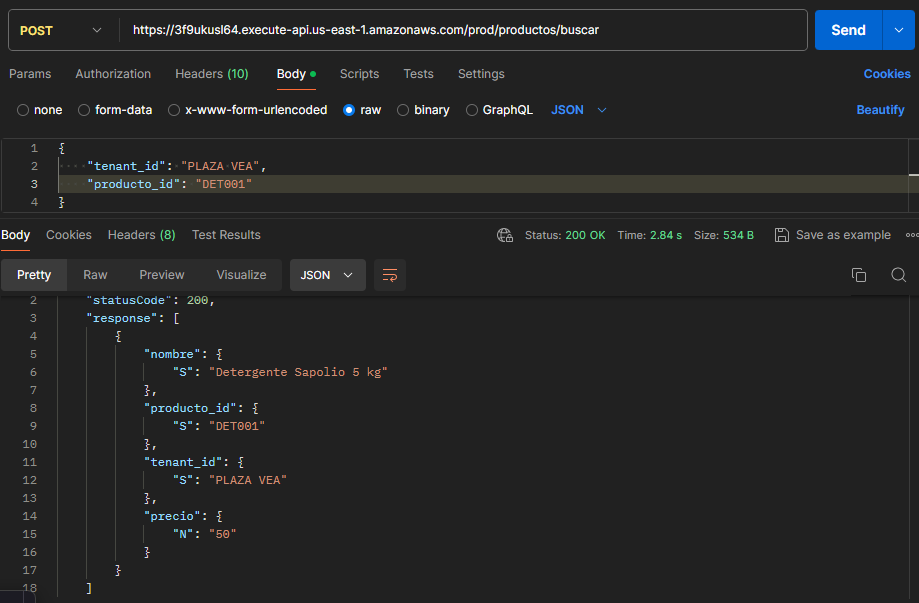 POST https://3f9ukusl64.execute-api.us-east-1.amazonaws.com/prod/productos/buscar Send
Params Authorization Headers (10) Body Scripts Tests Settings Cookies
none form-data x-www-form-urlencoded raw binary GraphQL JSON Beautify
1 {
2 "tenant_id": "PLAZA VEA",
3 "producto_id": "DET001"
4 }
Body Cookies Headers (8) Test Results Status: 200 OK Time: 2.84 s Size: 534 B Save as example
Pretty Raw Preview Visualize JSON
2 "statusCode": 200,
3 "response": [
4 {
5 "nombre": {
6 "S": "Detergente Sapolio 5 kg"
7 },
8 "producto_id": {
9 "S": "DET001"
10 },
11 "tenant_id": {
12 "S": "PLAZA VEA"
13 },
14 "precio": {
15 "N": "50"
16 }
17 }
18 ]